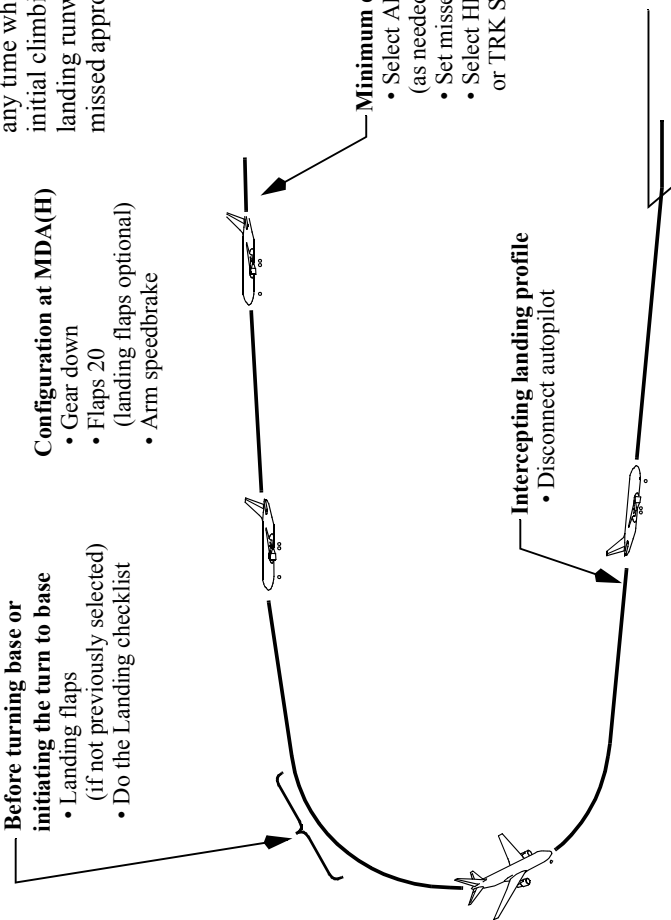 Before turning base or
initiating the turn to base
• Landing flaps
(if not previously selected)
• Do the Landing checklist
Configuration at MDA(H)
• Gear down
• Flaps 20
(landing flaps optional)
• Arm speedbrake
any time wh
initial climbi
landing runw
missed appro
Minimum
• Select
(as needed
• Set misse
• Select
or TRK S
Intercepting landing profile
• Disconnect autopilot